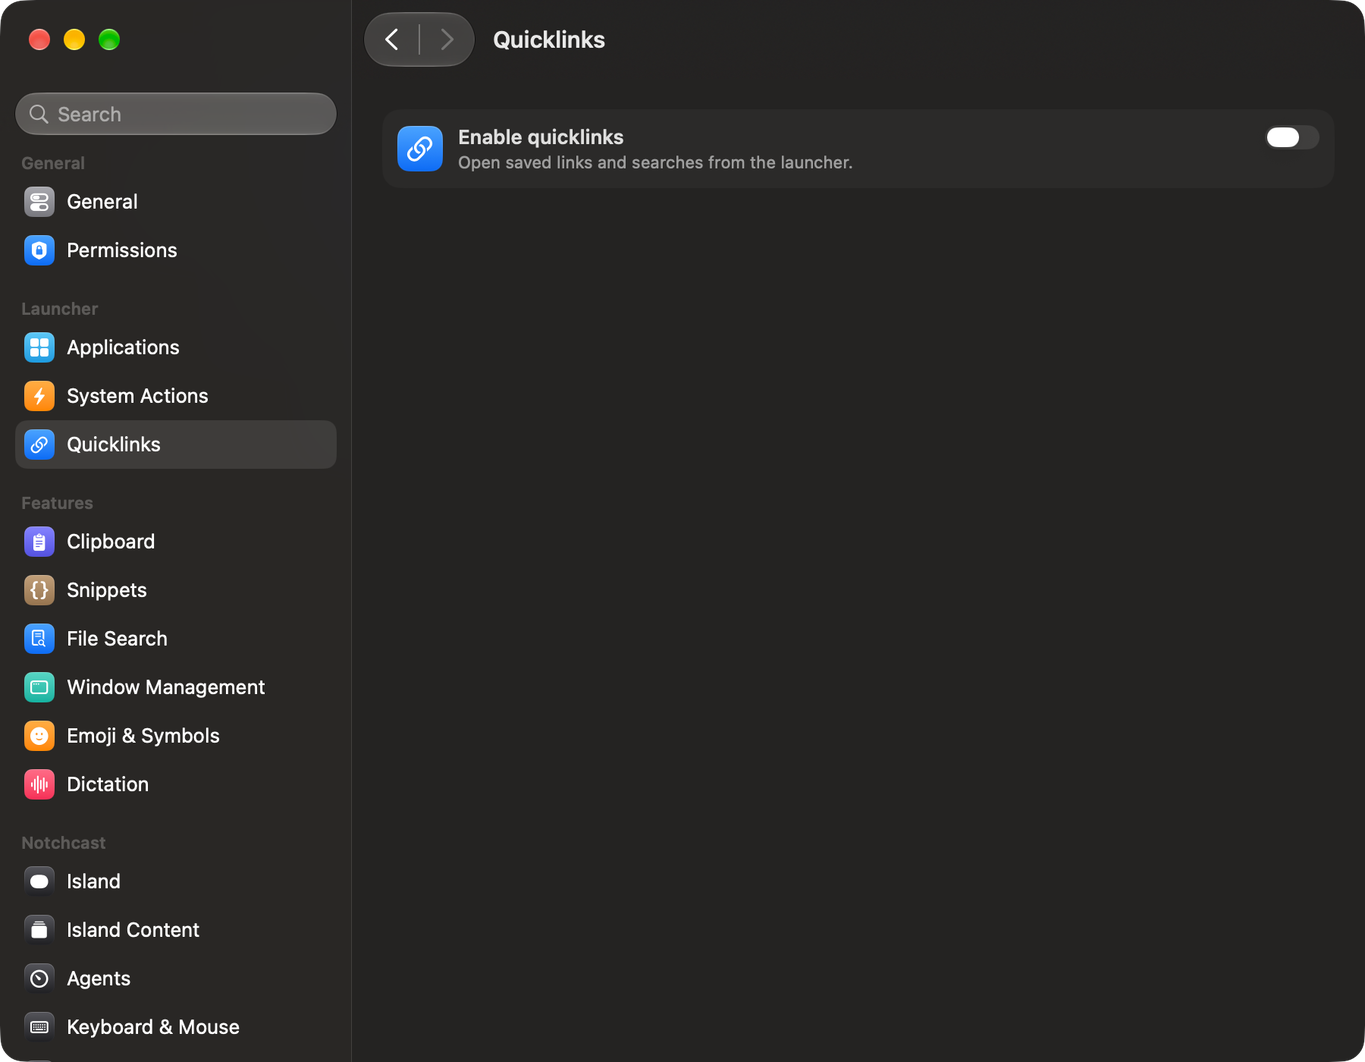 Quicklinks
Search
General
General
Permissions
Launcher
Applications
System Actions
Quicklinks
Features
Clipboard
Snippets
File Search
Window Management
Emoji & Symbols
Dictation
Notchcast
Island
Island Content
Agents
Keyboard & Mouse
Enable quicklinks
Open saved links and searches from the launcher.